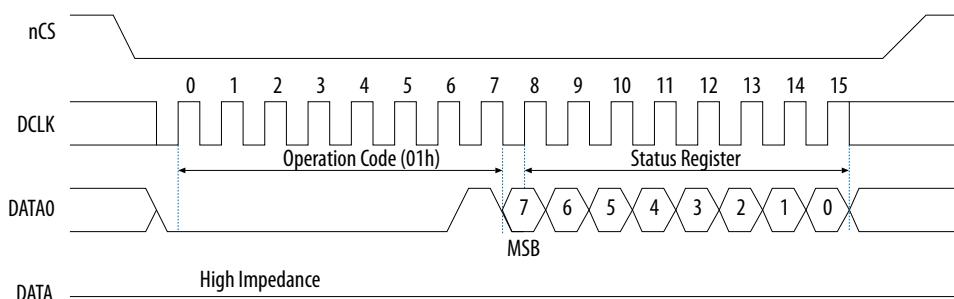 nCS
0 1 2 3 4 5 6 7 8 9 10 11 12 13 14 15
DCLK
Operation Code (01h) Status Register
DATA0 7 6 5 4 3 2 1 0
MSB
High Impedance
DATA